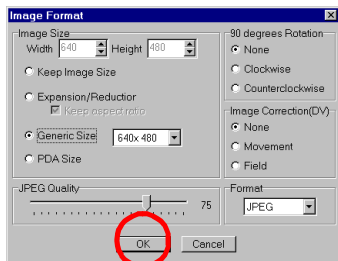 Image Format
Image Size
Width 640 Height 480
Keep Image Size
Expansion/Reductior
Keep aspect ratio
Generic Size 640x 480
PDA Size
90 degrees Rotation
None
Clockwise
Counterclockwise
Image Correction(DV)
None
Movement
Field
JPEG Quality
75
Format
JPEG
OK Cancel